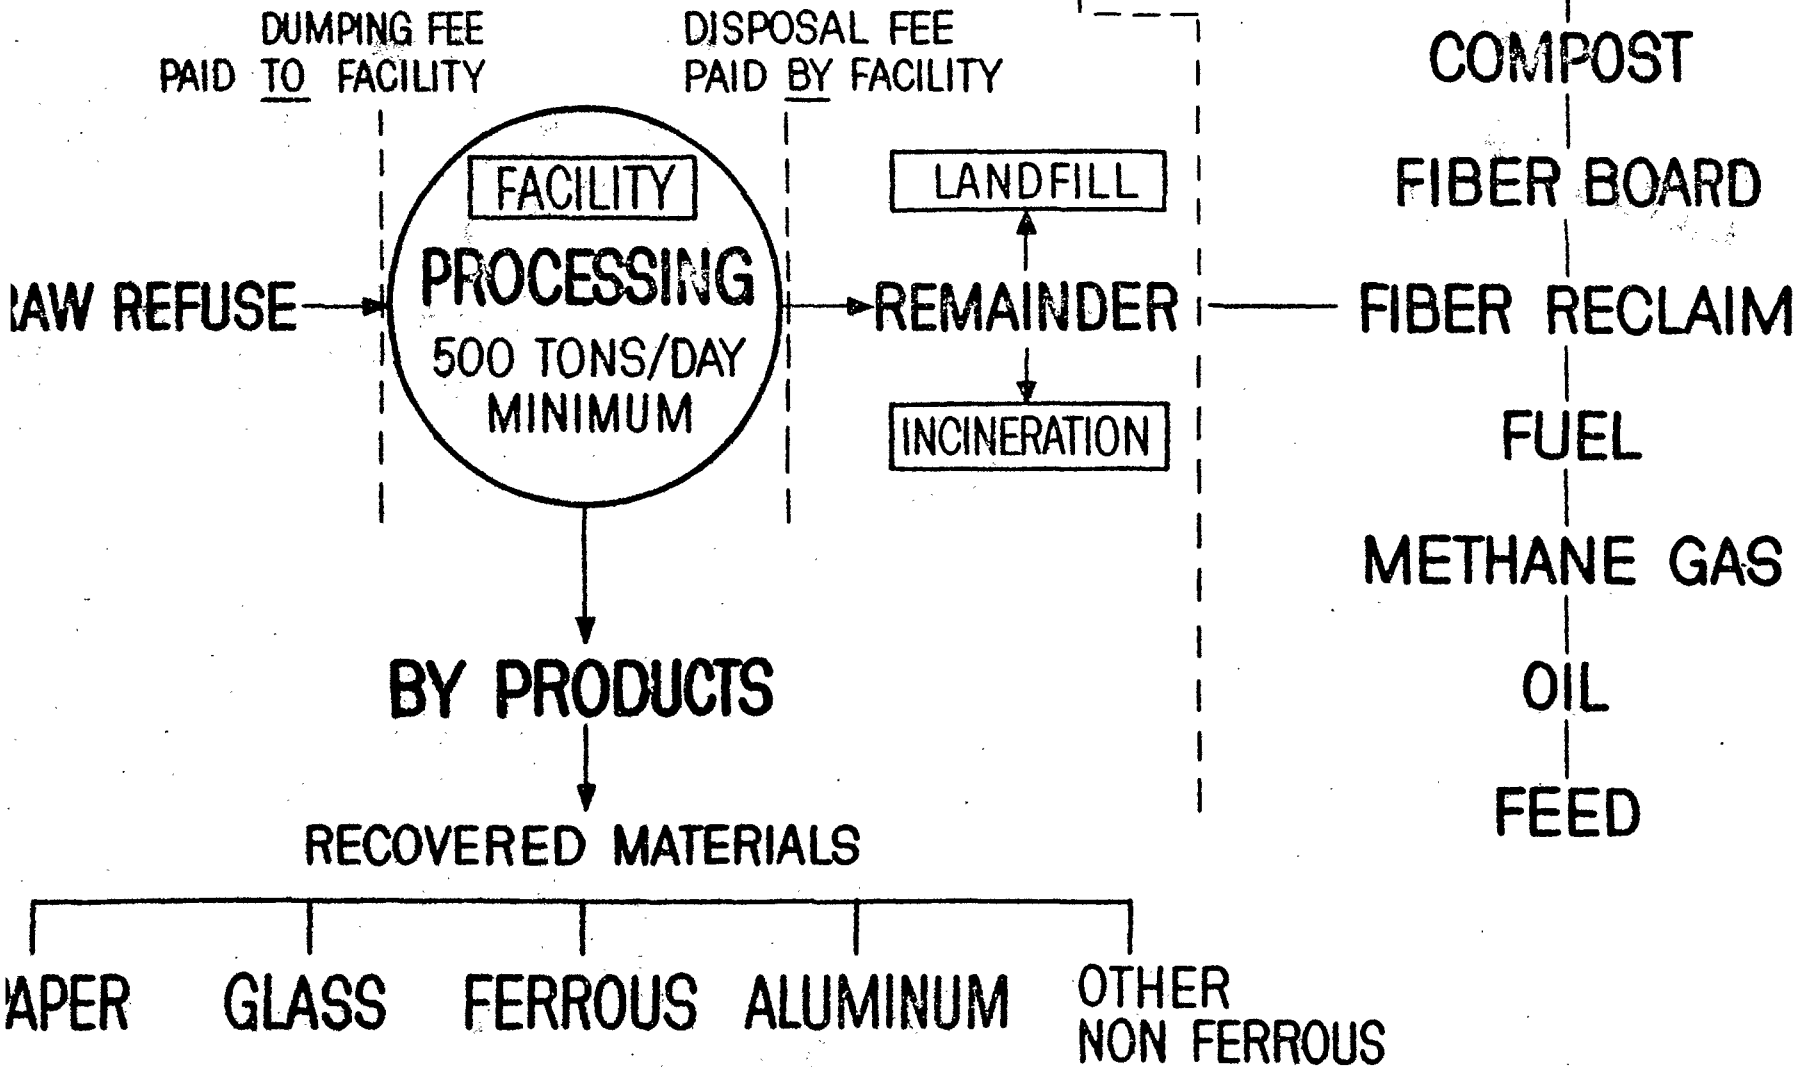 DUMPING FEE
PAID TO FACILITY
DISPOSAL FEE
PAID BY FACILITY
FACILITY
PROCESSING
500 TONS/DAY
MINIMUM
RAW REFUSE
REMAINDER
LANDFILL
INCINERATION
COMPOST
FIBER BOARD
FIBER RECLAIM
FUEL
METHANE GAS
OIL
FEED
BY PRODUCTS
RECOVERED MATERIALS
PAPER
GLASS
FERROUS
ALUMINUM
OTHER
NON FERROUS